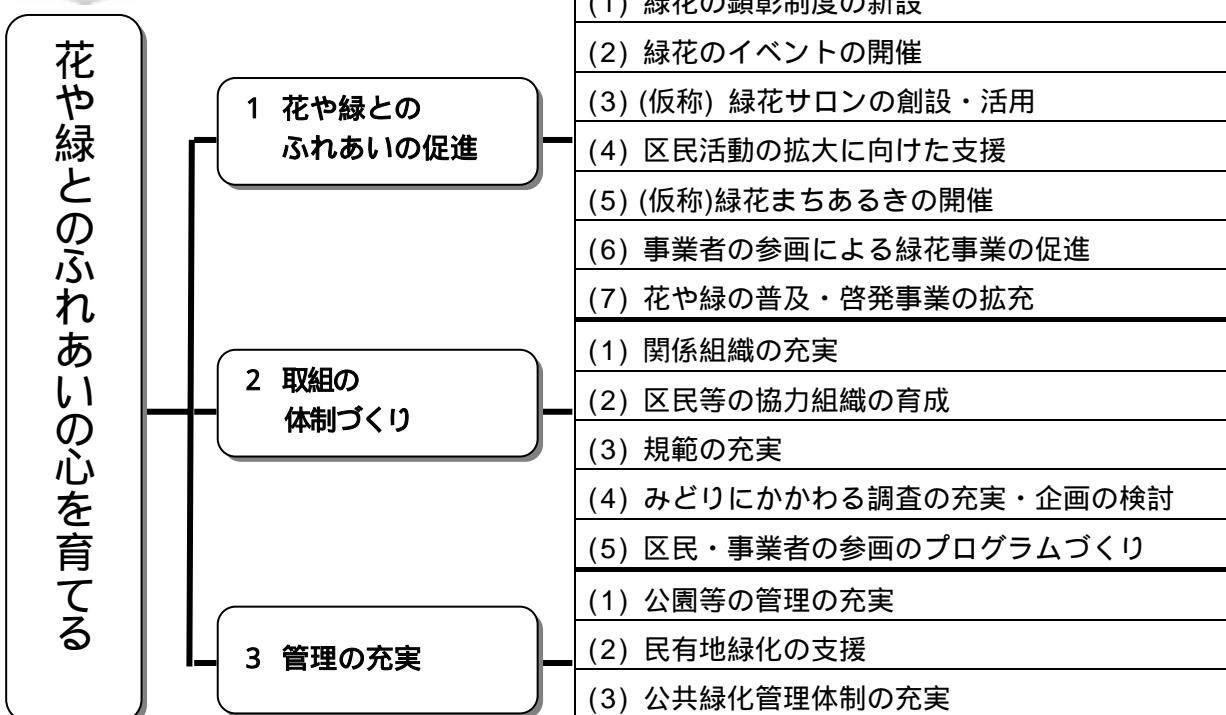 花や緑とのふれあいの心を育てる
1 花や緑との
ふれあいの促進
(1) 緑花の顕彰制度の新設
(2) 緑花のイベントの開催
(3) (仮称) 緑花サロンの創設・活用
(4) 区民活動の拡大に向けた支援
(5) (仮称)緑花まちあるきの開催
(6) 事業者の参画による緑花事業の促進
(7) 花や緑の普及・啓発事業の拡充
2 取組の
体制づくり
(1) 関係組織の充実
(2) 区民等の協力組織の育成
(3) 規範の充実
(4) みどりにかかわる調査の充実・企画の検討
(5) 区民・事業者の参画のプログラムづくり
3 管理の充実
(1) 公園等の管理の充実
(2) 民有地緑化の支援
(3) 公共緑化管理体制の充実